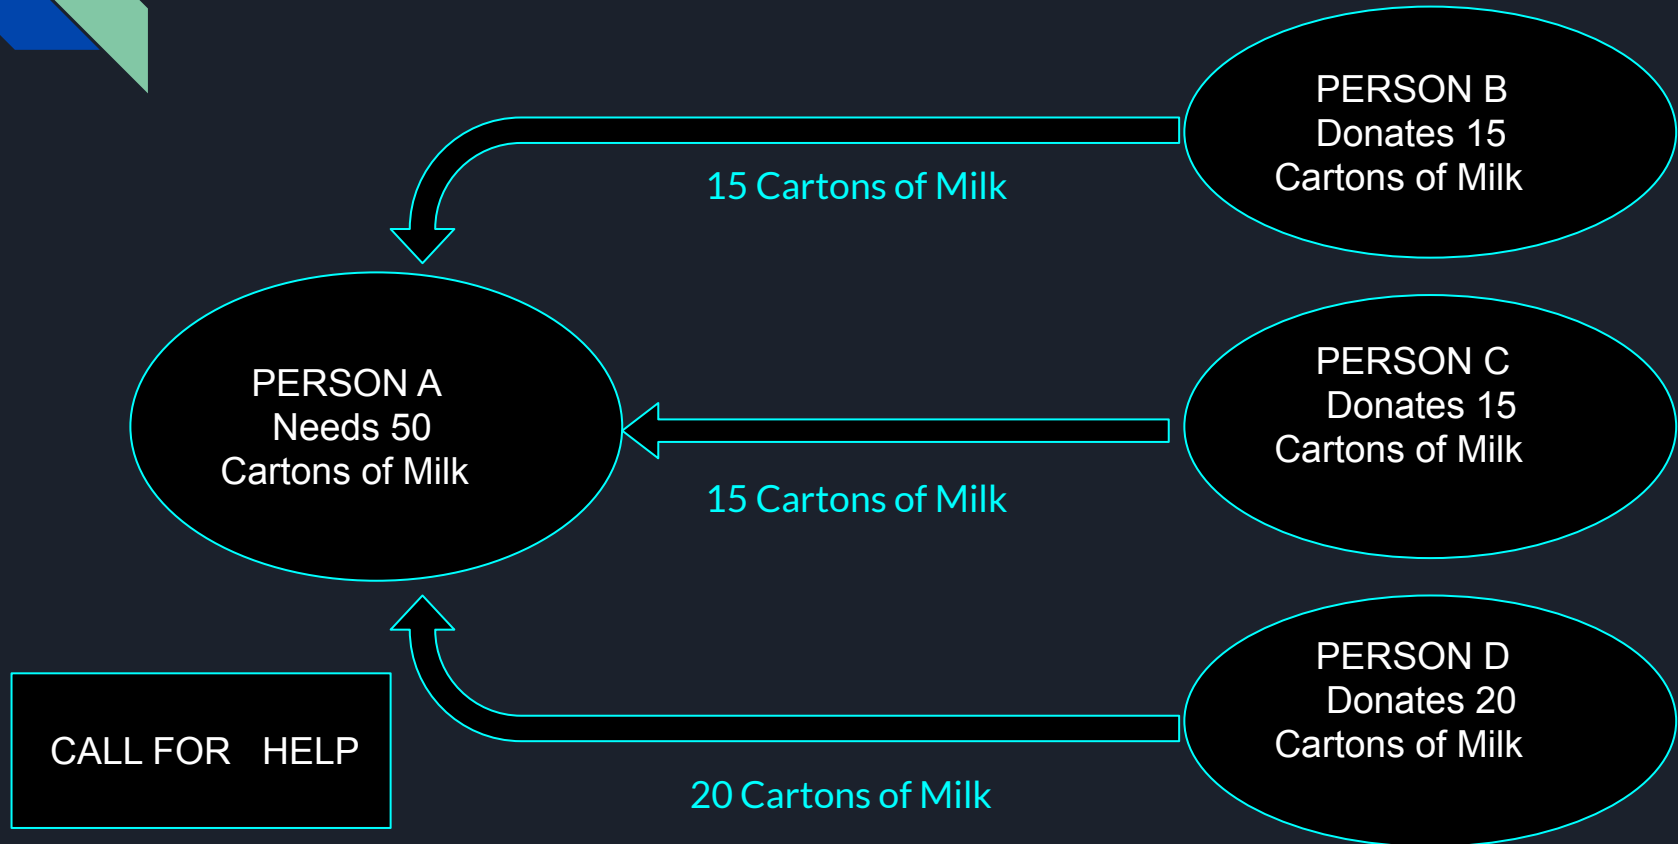 PERSON B
Donates 15
Cartons of Milk
15 Cartons of Milk
PERSON A
Needs 50
Cartons of Milk
PERSON C
Donates 15
Cartons of Milk
15 Cartons of Milk
PERSON D
Donates 20
Cartons of Milk
CALL FOR HELP
20 Cartons of Milk